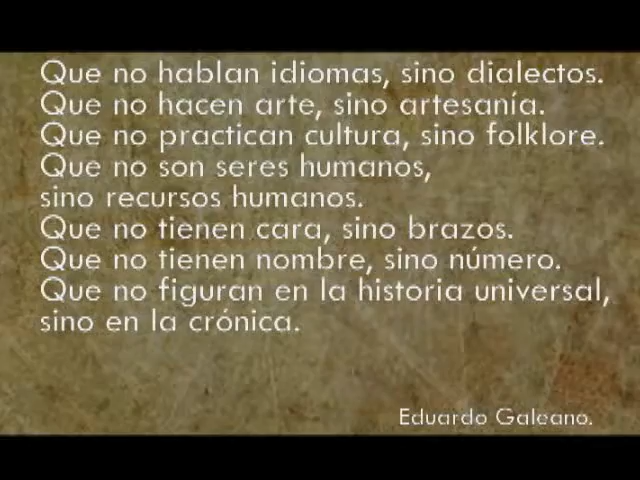 Que no hablan idiomas, sino dialectos.
Que no hacen arte, sino artesanía.
Que no practican cultura, sino folklore.
Que no son seres humanos,
sino recursos humanos.
Que no tienen cara, sino brazos.
Que no tienen nombre, sino número.
Que no figuran en la historia universal,
sino en la crónica.
Eduardo Galeano.